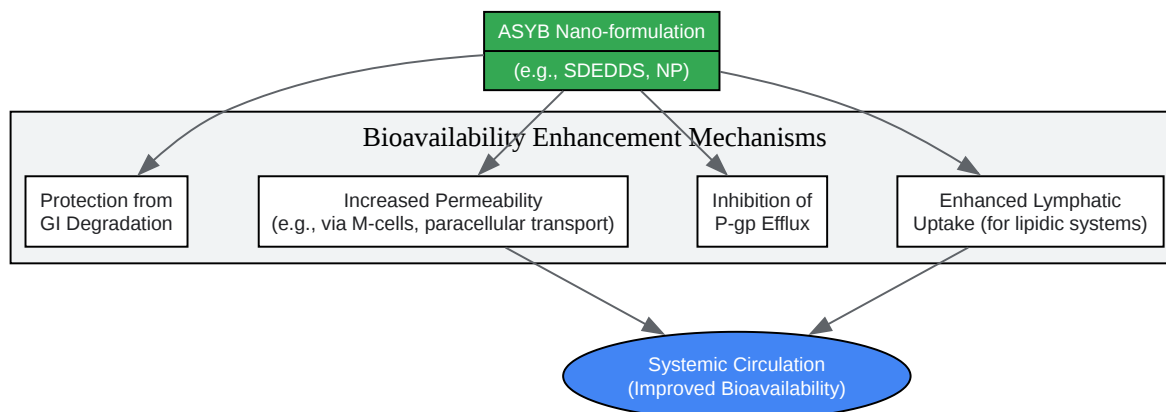 ASYB Nano-formulation
(e.g., SDEDDS, NP)
Bioavailability Enhancement Mechanisms
Protection from
GI Degradation
Increased Permeability
(e.g., via M-cells, paracellular transport)
Inhibition of
P-gp Efflux
Enhanced Lymphatic
Uptake (for lipidic systems)
Systemic Circulation
(Improved Bioavailability)